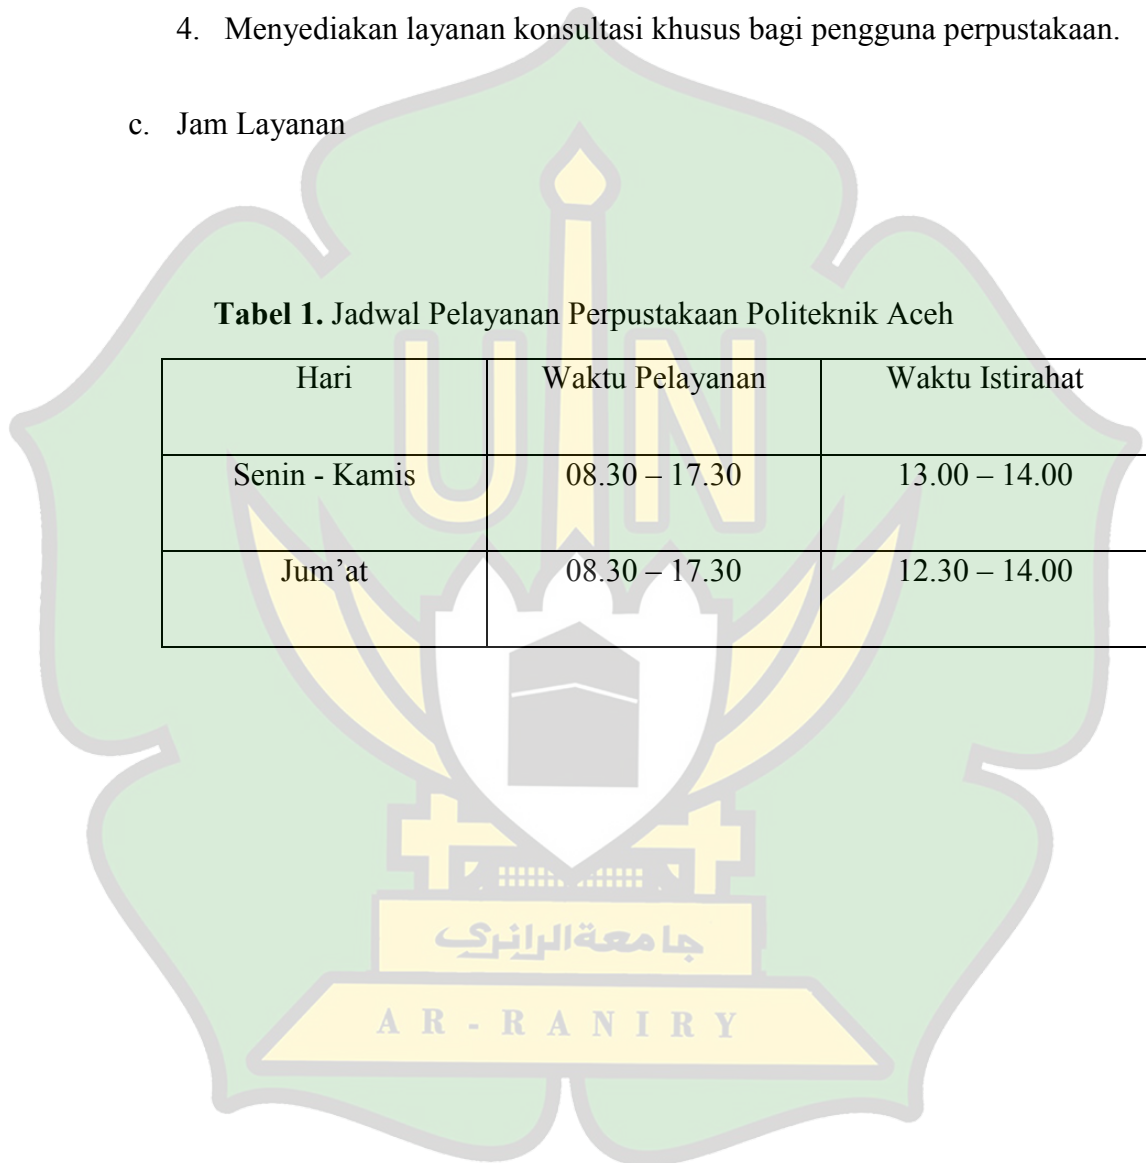 4. Menyediakan layanan konsultasi khusus bagi pengguna perpustakaan.
c. Jam Layanan
Tabel 1. Jadwal Pelayanan Perpustakaan Politeknik Aceh
Hari Waktu Pelayanan Waktu Istirahat
Senin - Kamis 08.30 – 17.30 13.00 – 14.00
Jum’at 08.30 – 17.30 12.30 – 14.00
UIN
جامعة الرانري
AR-RANIRY